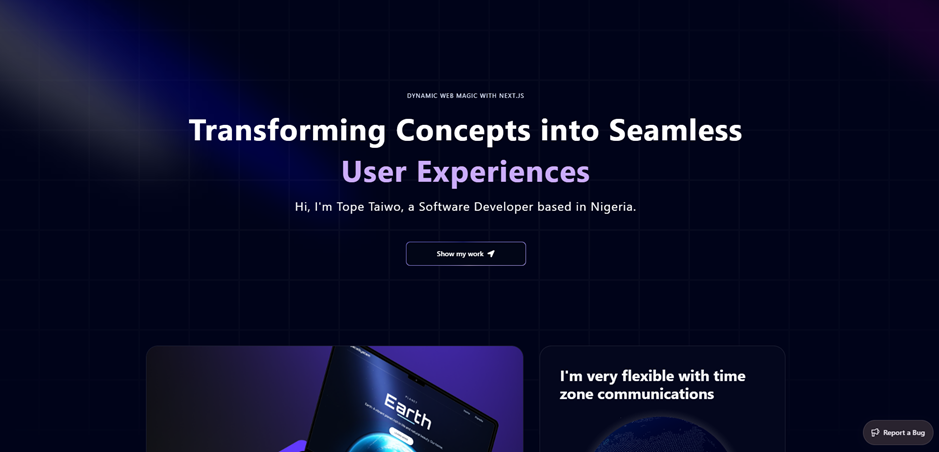 DYNAMIC WEB MAGIC WITH NEXT.JS
Transforming Concepts into Seamless
User Experiences
Hi, I'm Tope Taiwo, a Software Developer based in Nigeria.
Show my work
I'm very flexible with time
zone communications
PLANET
Earth
Report a Bug